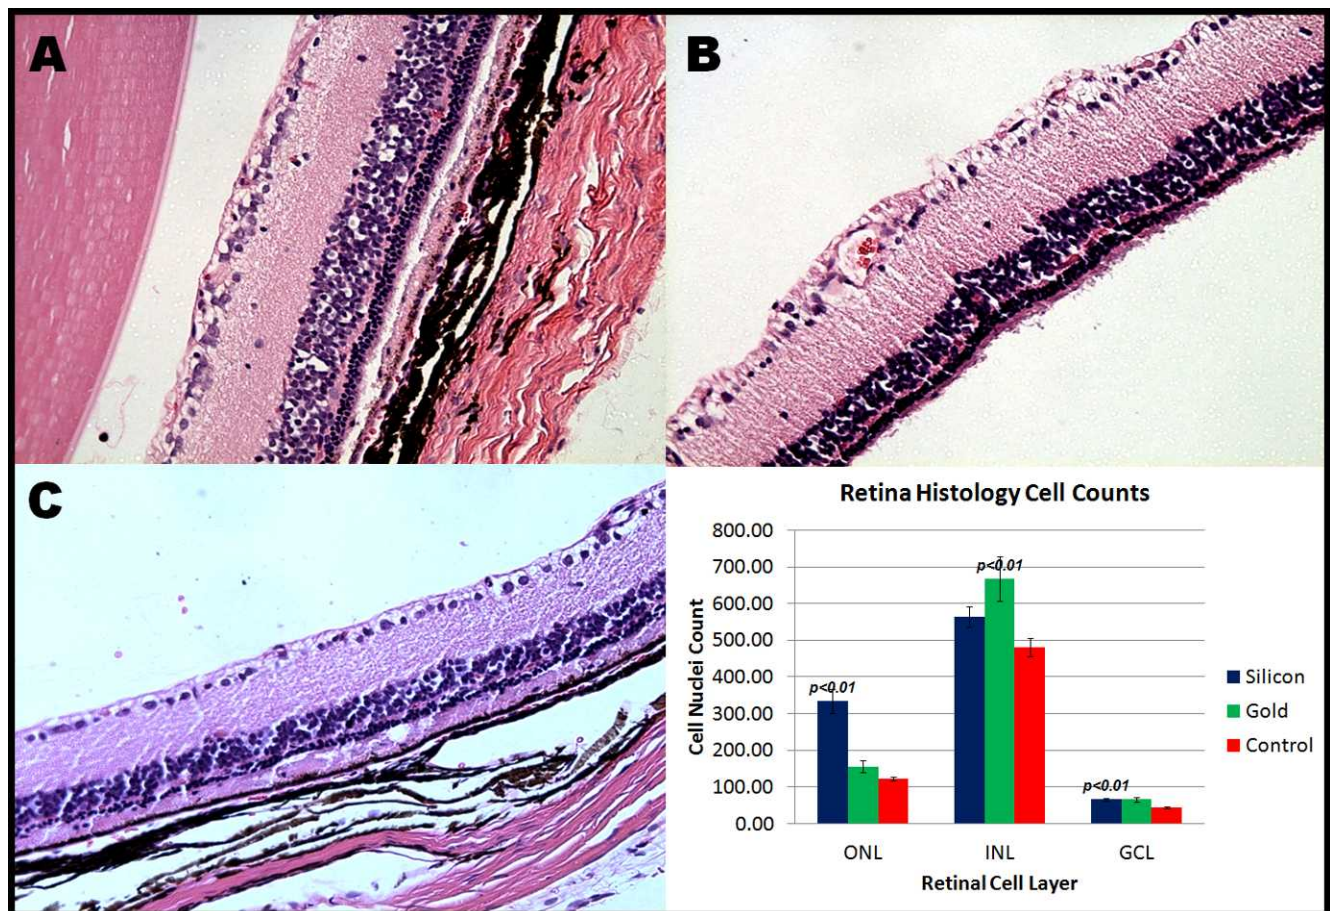 A
B
C
Retina Histology Cell Counts
800.00
700.00
600.00
500.00
400.00
300.00
200.00
100.00
0.00
Cell Nuclei Count
p<0.01
p<0.01
p<0.01
ONL
INL
GCL
Retinal Cell Layer
Silicon
Gold
Control